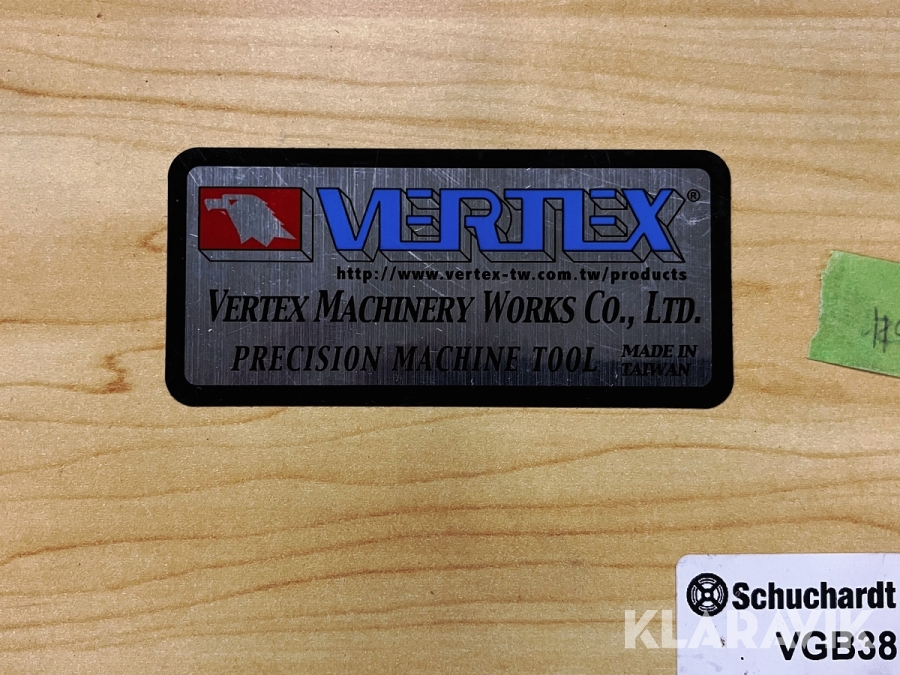 VERTEX®
http://www.vertex-tw.com.tw/products
VERTEX MACHINERY WORKS CO., LTD.
PRECISION MACHINE TOOL
MADE IN
TAIWAN
Schuchardt
VGB38
KLARAVIK